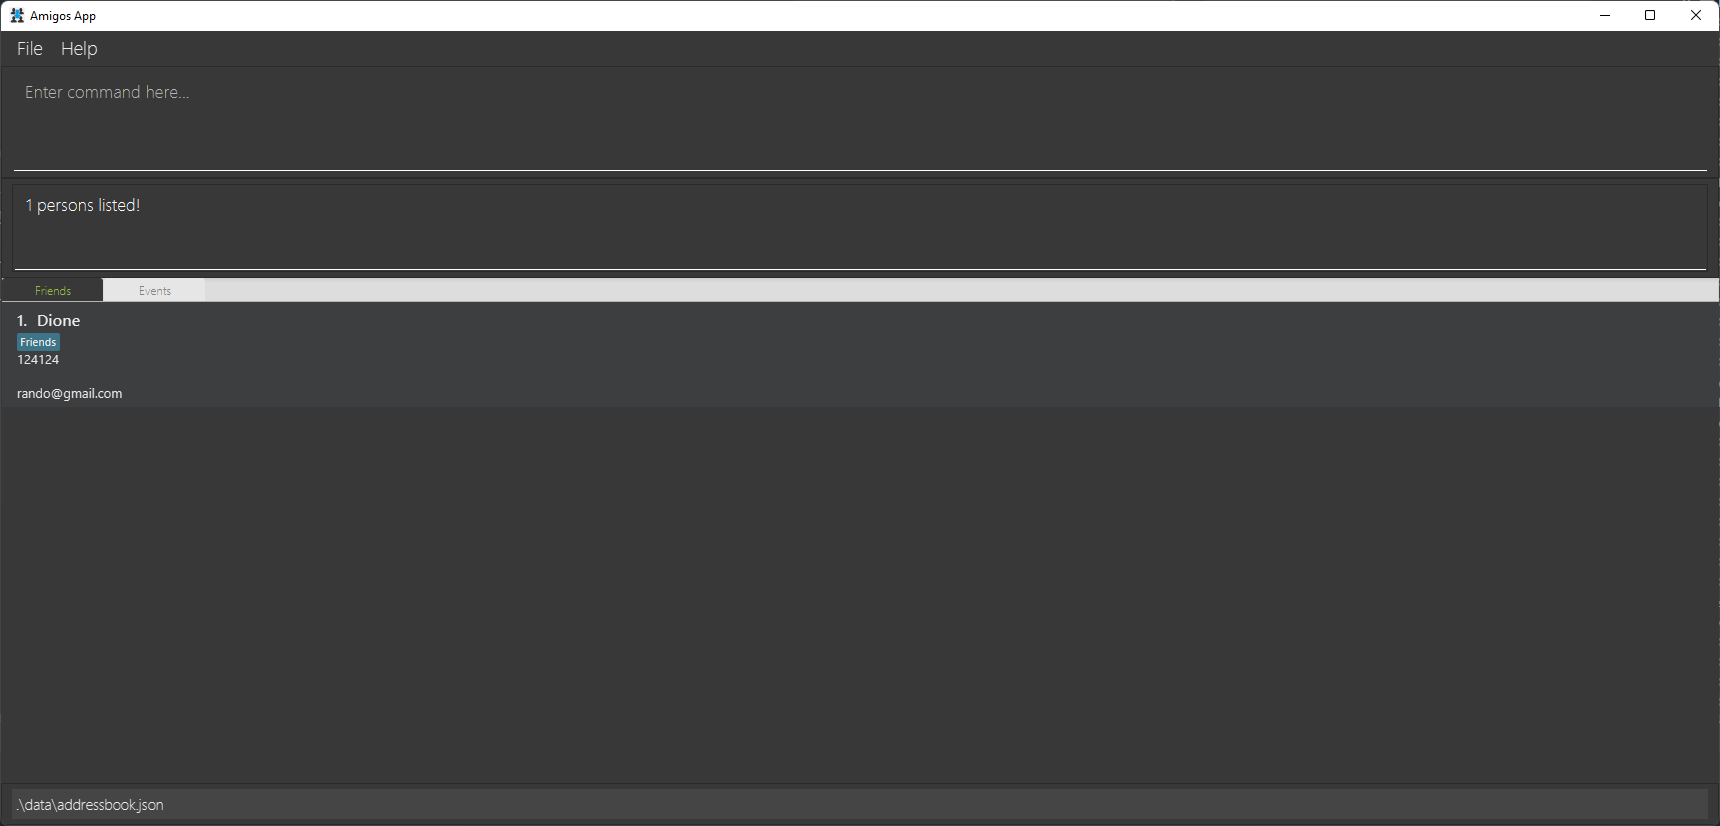 Amigos App
File Help
Enter command here...
1 persons listed!
Friends Events
1. Dione
Friends
124124
rando@gmail.com
.\data\addressbook.json